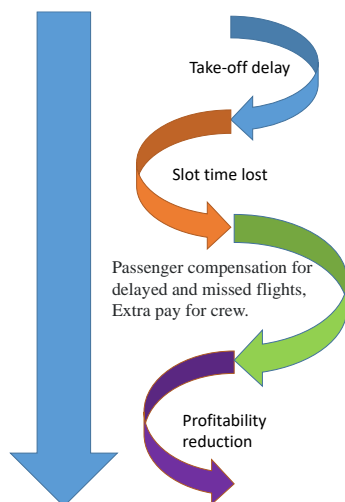 Take-off delay
Slot time lost
Passenger compensation for
delayed and missed flights,
Extra pay for crew.
Profitability
reduction